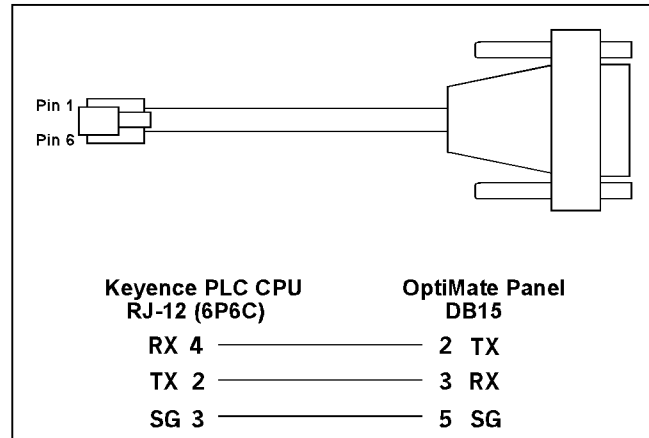 Pin 1
Pin 6
Keyence PLC CPU OptiMate Panel
RJ-12 (6P6C) DB15
RX 4 2 TX
TX 2 3 RX
SG 3 5 SG